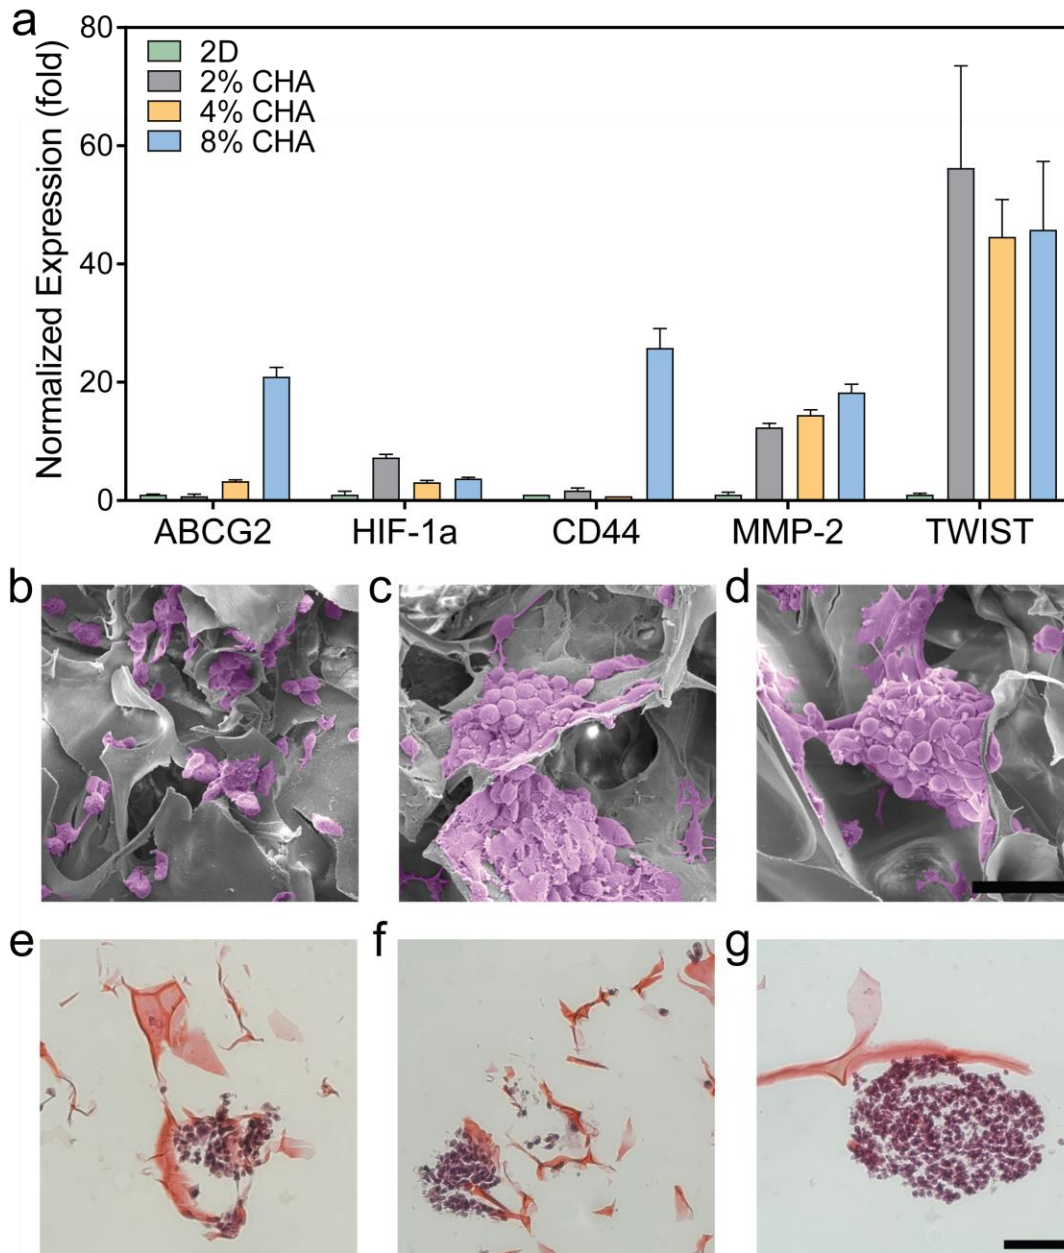 a
80
60
40
20
0
Normalized Expression (fold)
2D
2% CHA
4% CHA
8% CHA
ABCG2 HIF-1a CD44 MMP-2 TWIST
b c d
e f g